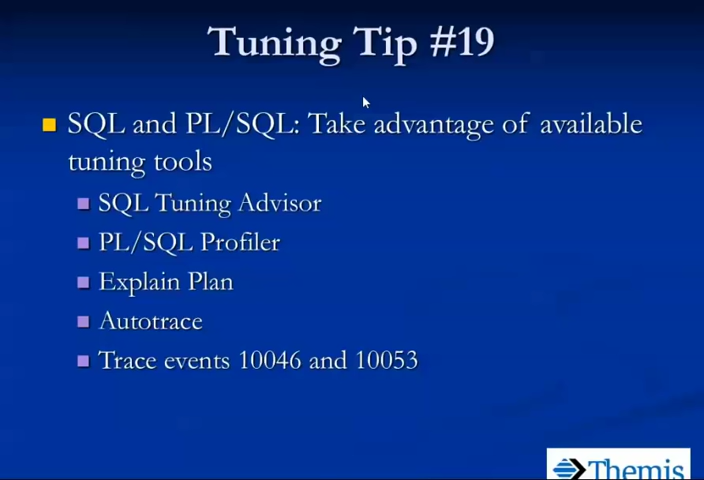 Tuning Tip #19
SQL and PL/SQL: Take advantage of available
tuning tools
SQL Tuning Advisor
PL/SQL Profiler
Explain Plan
Autotrace
Trace events 10046 and 10053
Themis